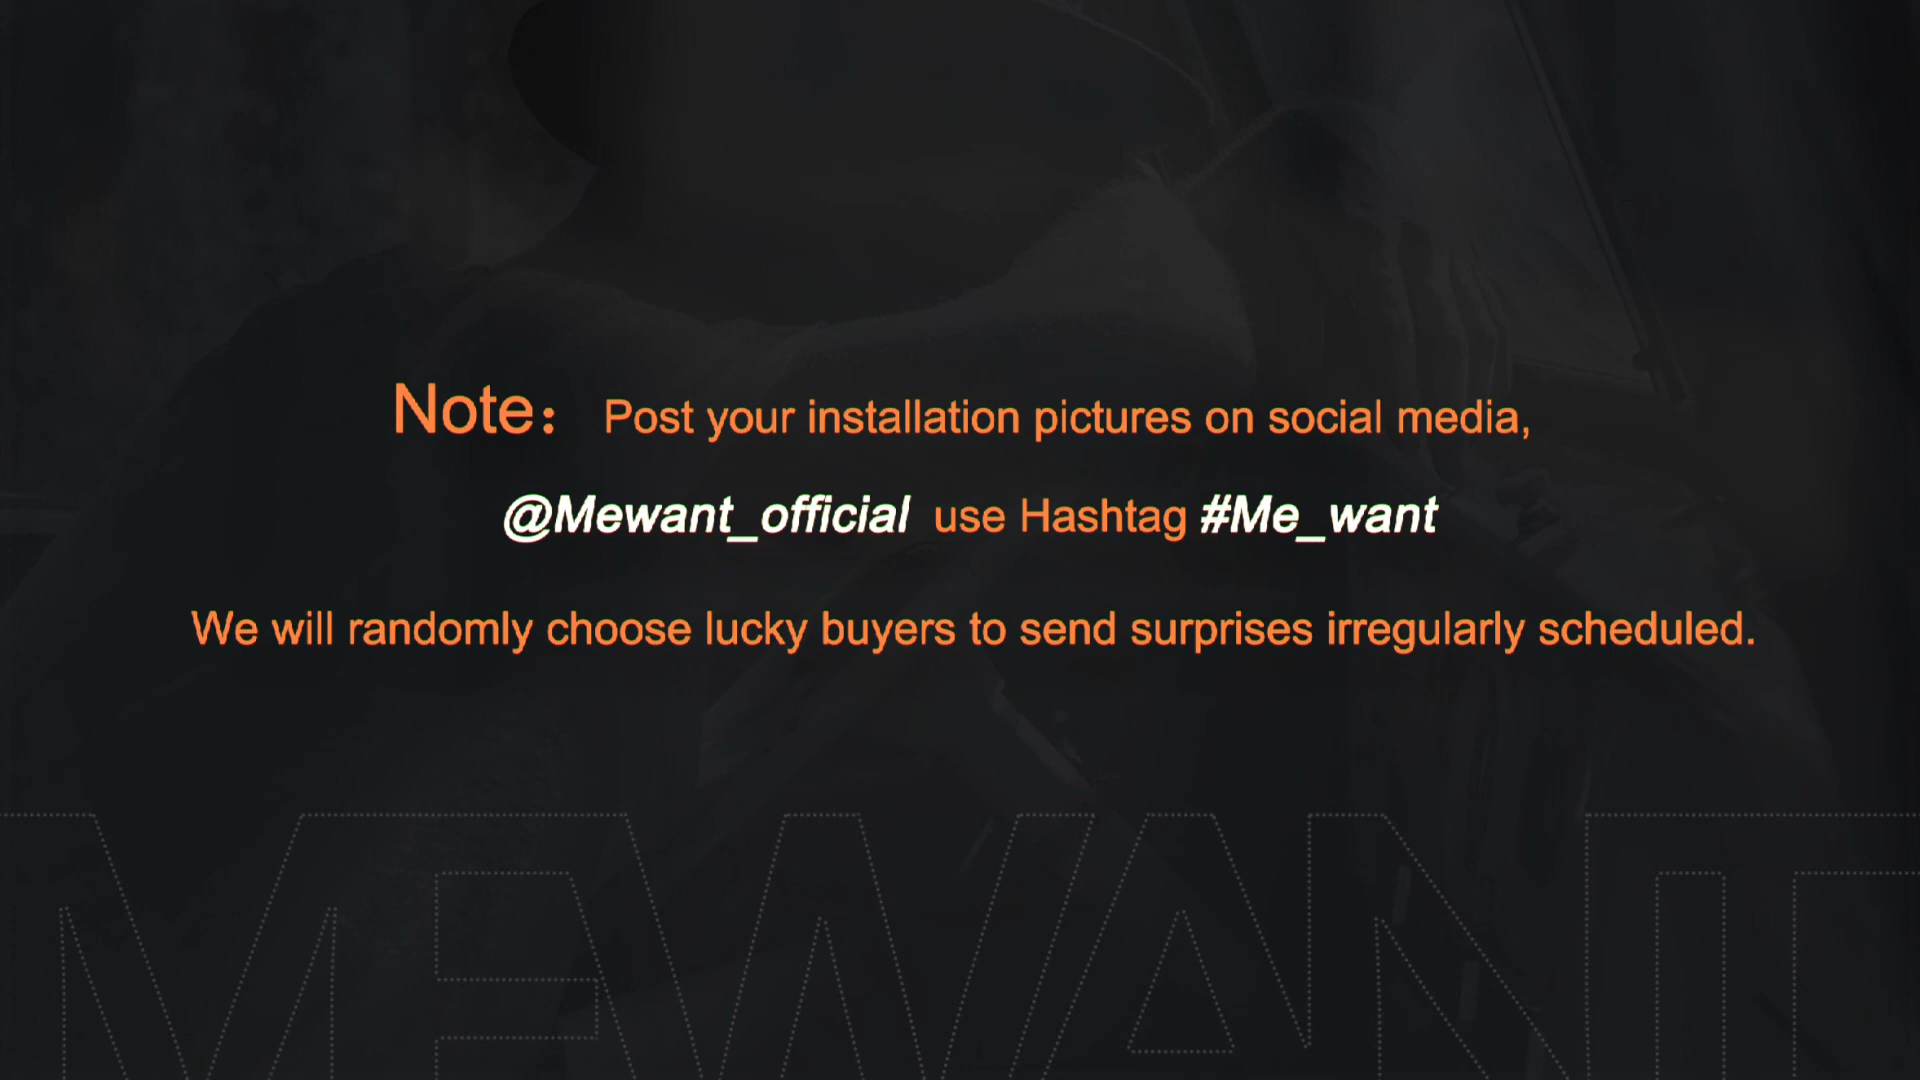 Note： Post your installation pictures on social media,
@Mewant_official use Hashtag #Me_want
We will randomly choose lucky buyers to send surprises irregularly scheduled.
MEWANT